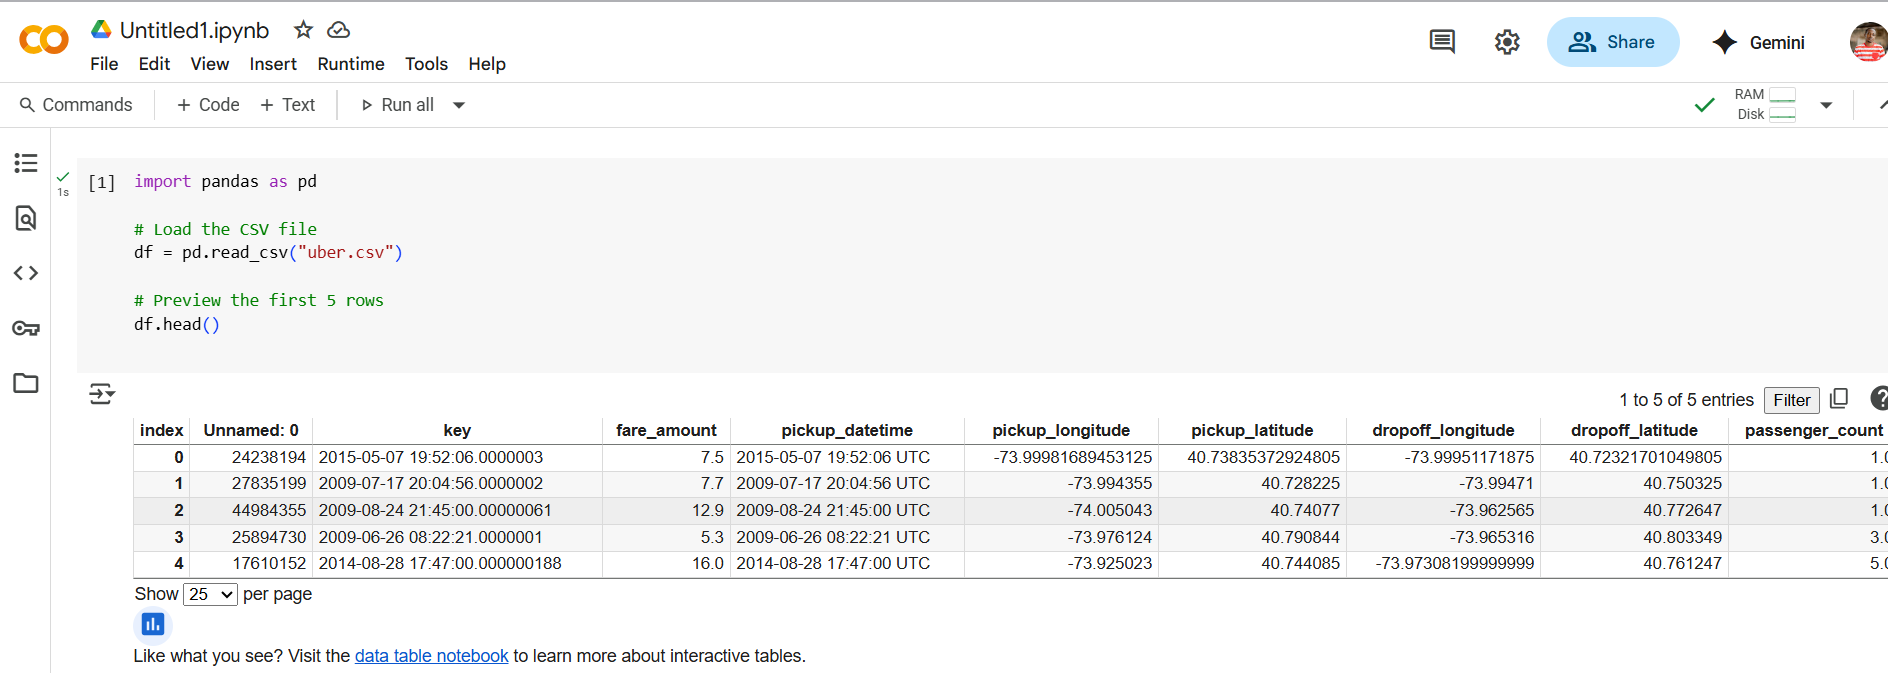 Untitled1.ipynb
File Edit View Insert Runtime Tools Help
Share
Gemini
Commands + Code + Text Run all
RAM
Disk
1s
[1] import pandas as pd
# Load the CSV file
df = pd.read_csv("uber.csv")
# Preview the first 5 rows
df.head()
1 to 5 of 5 entries Filter
index Unnamed: 0 key fare_amount pickup_datetime pickup_longitude pickup_latitude dropoff_longitude dropoff_latitude passenger_count
0 24238194 2015-05-07 19:52:06.0000003 7.5 2015-05-07 19:52:06 UTC -73.99981689453125 40.73835372924805 -73.99951171875 40.72321701049805 1.0
1 27835199 2009-07-17 20:04:56.0000002 7.7 2009-07-17 20:04:56 UTC -73.994355 40.728225 -73.99471 40.750325 1.0
2 44984355 2009-08-24 21:45:00.00000061 12.9 2009-08-24 21:45:00 UTC -74.005043 40.74077 -73.962565 40.772647 1.0
3 25894730 2009-06-26 08:22:21.0000001 5.3 2009-06-26 08:22:21 UTC -73.976124 40.790844 -73.965316 40.803349 3.0
4 17610152 2014-08-28 17:47:00.000000188 16.0 2014-08-28 17:47:00 UTC -73.925023 40.744085 -73.97308199999999 40.761247 5.0
Show 25 per page
Like what you see? Visit the data table notebook to learn more about interactive tables.